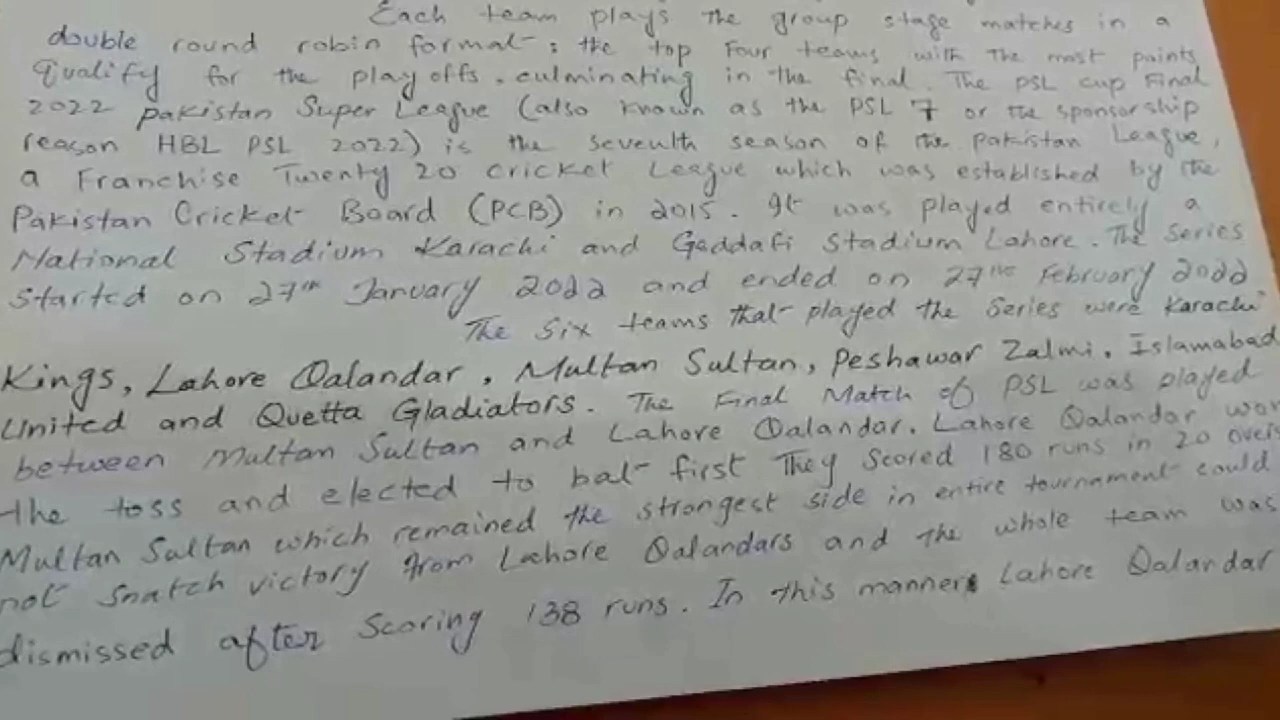 Each team plays the group stage matches in a
double round robin format; the top four teams with the most points
Qualify for the play offs, culminating in the final. The PSL cup Final
2022 Pakistan Super League (also known as the PSL 7 or the sponsorship
reason HBL PSL 2022) is the seventh season of the Pakistan League,
a Franchise Twenty 20 cricket League which was established by the
Pakistan Cricket Board (PCB) in 2015. It was played entirely a
National Stadium Karachi and Gaddafi Stadium Lahore. The Series
Started on 27th January 2022 and ended on 27 February 2022
The Six teams that played the Series were Karachi
Kings, Lahore Qalandar, Multan Sultan, Peshawar Zalmi, Islamabad
United and Quetta Gladiators. The Final Match of PSL was played
between Multan Sultan and Lahore Qalandar. Lahore Qalandar won
the toss and elected to bat first They Scored 180 runs in 20 overs
Multan Sultan which remained the strongest side in entire tournament could
not Snatch victory from Lahore Qalandars and the whole team was
dismissed after Scoring 138 runs. In this manner Lahore Qalandar